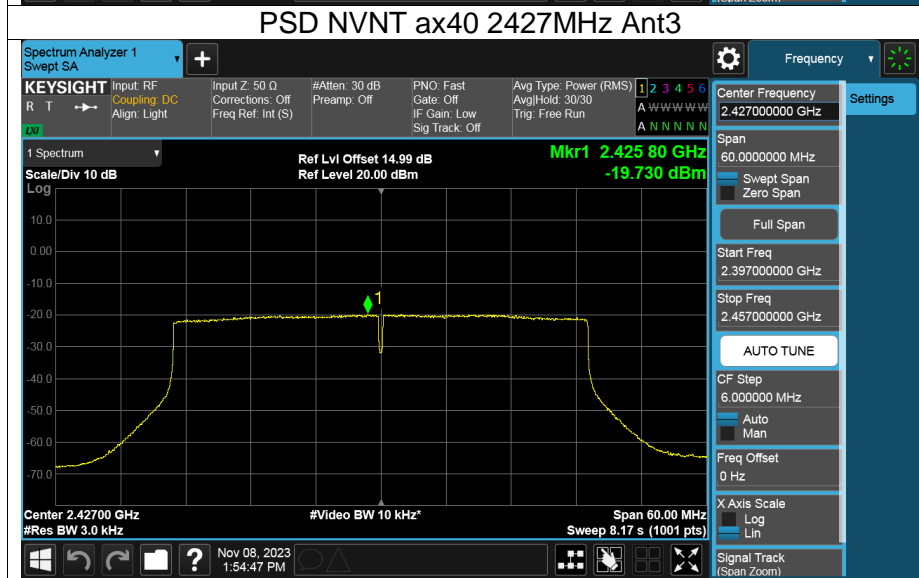 (Span Zoom)
PSD NVNT ax40 2427MHz Ant3
Spectrum Analyzer 1
Swept SA
+
Frequency
KEYSIGHT
R T
LXI
Input: RF
Coupling: DC
Align: Light
Input Z: 50 Ω
Corrections: Off
Freq Ref: Int (S)
#Atten: 30 dB
Preamp: Off
PNO: Fast
Gate: Off
IF Gain: Low
Sig Track: Off
Avg Type: Power (RMS)
Avg|Hold: 30/30
Trig: Free Run
1 2 3 4 5 6
A W W W W W
A N N N N N
1 Spectrum
Scale/Div 10 dB
Ref Lvl Offset 14.99 dB
Ref Level 20.00 dBm
Mkr1 2.425 80 GHz
-19.730 dBm
Log
10.0
0.00
-10.0
-20.0
-30.0
-40.0
-50.0
-60.0
-70.0
1
Center 2.42700 GHz
#Res BW 3.0 kHz
#Video BW 10 kHz*
Span 60.00 MHz
Sweep 8.17 s (1001 pts)
?
Nov 08, 2023
1:54:47 PM
Center Frequency
2.427000000 GHz
Span
60.0000000 MHz
Swept Span
Zero Span
Full Span
Start Freq
2.397000000 GHz
Stop Freq
2.457000000 GHz
AUTO TUNE
CF Step
6.000000 MHz
Auto
Man
Freq Offset
0 Hz
X Axis Scale
Log
Lin
Signal Track
(Span Zoom)
Settings